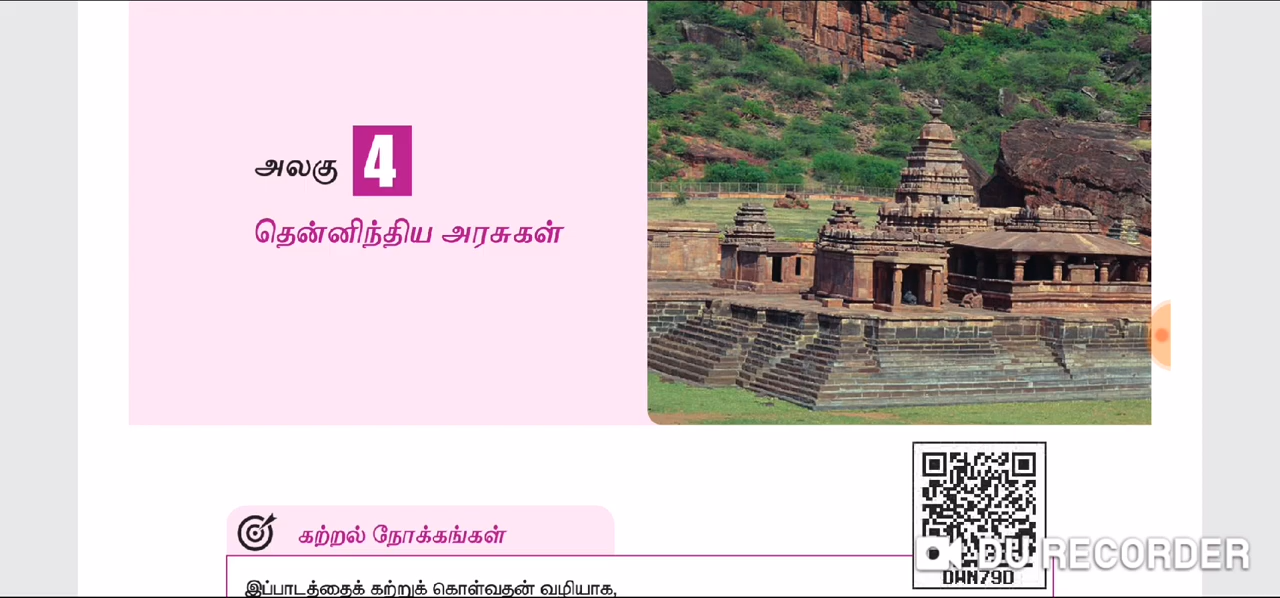 அலகு 4
தென்னிந்திய அரசுகள்
DWN79D
DU RECORDER
கற்றல் நோக்கங்கள்
இப்பாடத்தைக் கற்றுக் கொள்வதன் வழியாக,